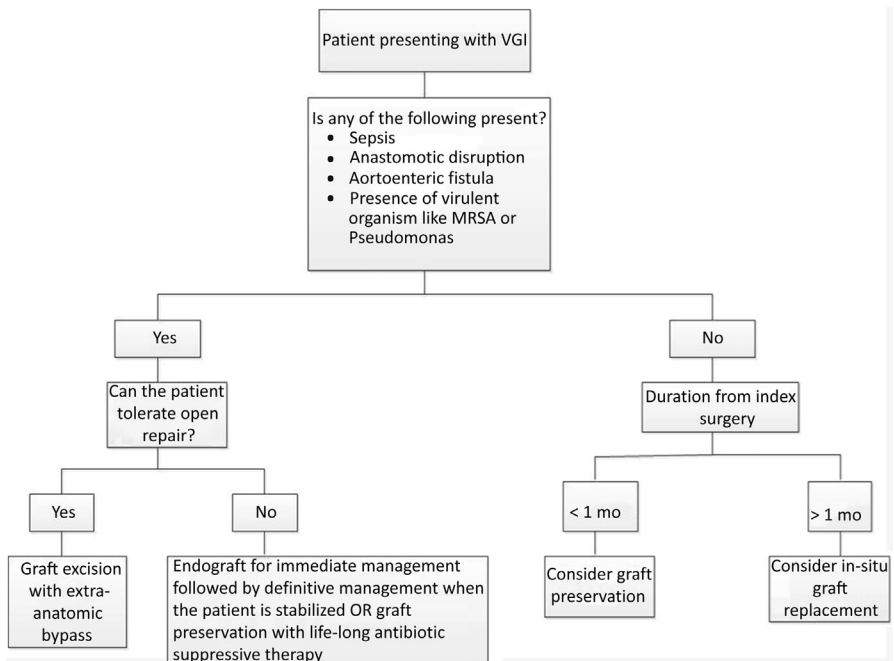 Patient presenting with VGI
Is any of the following present?
• Sepsis
• Anastomotic disruption
• Aortoenteric fistula
• Presence of virulent
organism like MRSA or
Pseudomonas
Yes
No
Can the patient
tolerate open
repair?
Duration from index
surgery
Yes
No
< 1 mo
> 1 mo
Graft excision
with extra-
anatomic
bypass
Endograft for immediate management
followed by definitive management when
the patient is stabilized OR graft
preservation with life-long antibiotic
suppressive therapy
Consider graft
preservation
Consider in-situ
graft
replacement